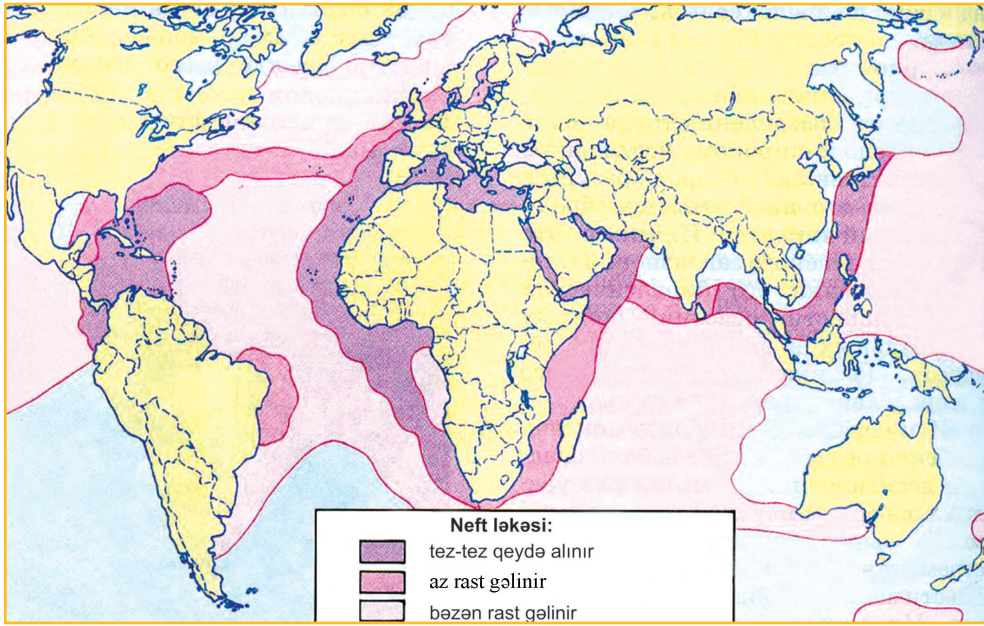 Neft ləkəsi:
tez-tez qeydə alınır
az rast gəlinir
bəzən rast gəlinir